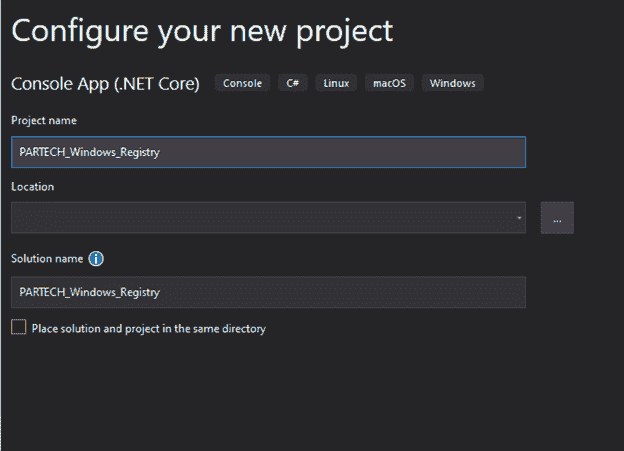 Configure your new project
Console App (.NET Core) Console C# Linux macOS Windows
Project name
PARTECH_Windows_Registry
Location
...
Solution name i
PARTECH_Windows_Registry
Place solution and project in the same directory